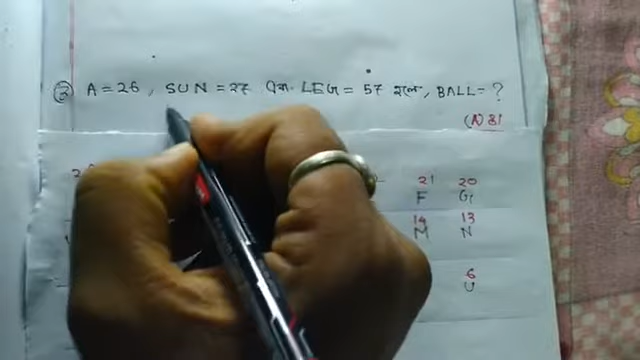 ③ A = 26 , SUN = 27 এবং LEG = 57 হলে, BALL = ?
(A) 81
21 20
F G
14 13
M N
6
U